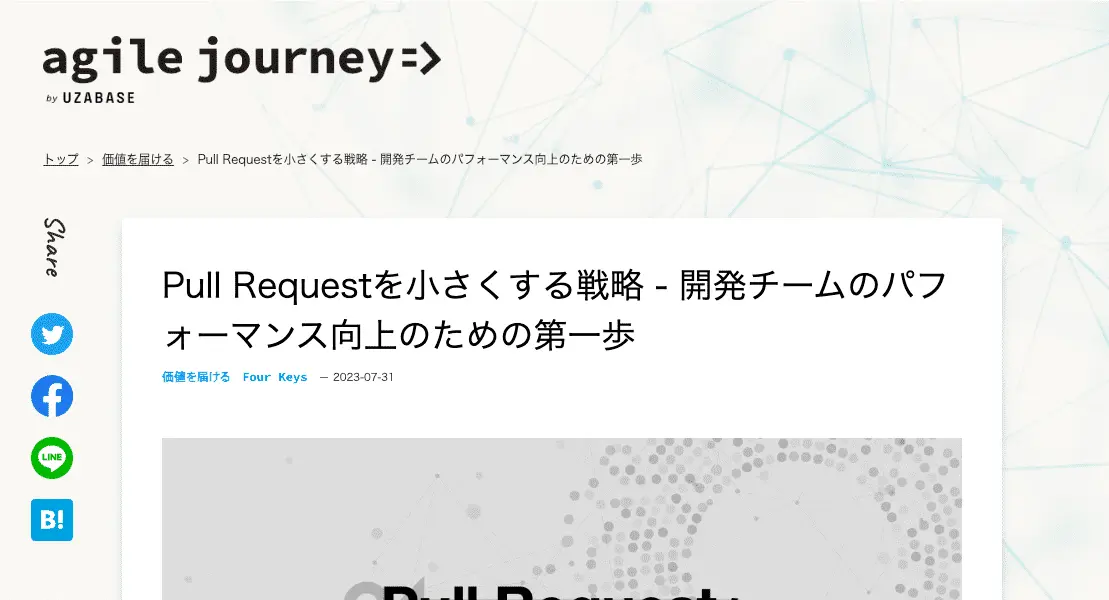 agile journey=>
by UZABASE
トップ > 価値を届ける > Pull Requestを小さくする戦略 - 開発チームのパフォーマンス向上のための第一歩
Share
Pull Requestを小さくする戦略 - 開発チームのパフ
ォーマンス向上のための第一歩
価値を届ける Four Keys — 2023-07-31
LINE
B!